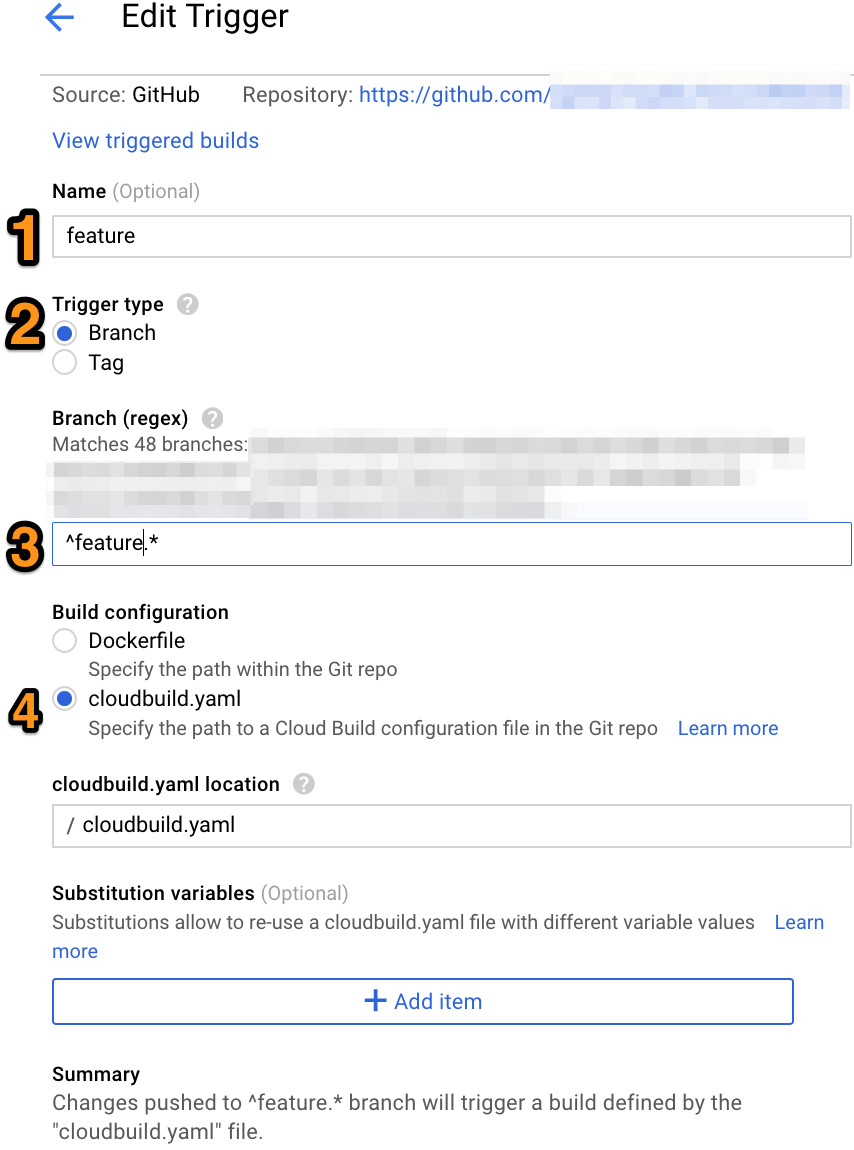 Edit Trigger
Source: GitHub Repository: https://github.com/
View triggered builds
Name (Optional)
1 feature
2 Trigger type ?
Branch
Tag
Branch (regex) ?
Matches 48 branches:
3 ^feature.*
Build configuration
Dockerfile
Specify the path within the Git repo
4 cloudbuild.yaml
Specify the path to a Cloud Build configuration file in the Git repo Learn more
cloudbuild.yaml location ?
/ cloudbuild.yaml
Substitution variables (Optional)
Substitutions allow to re-use a cloudbuild.yaml file with different variable values Learn
more
+ Add item
Summary
Changes pushed to ^feature.* branch will trigger a build defined by the
"cloudbuild.yaml" file.